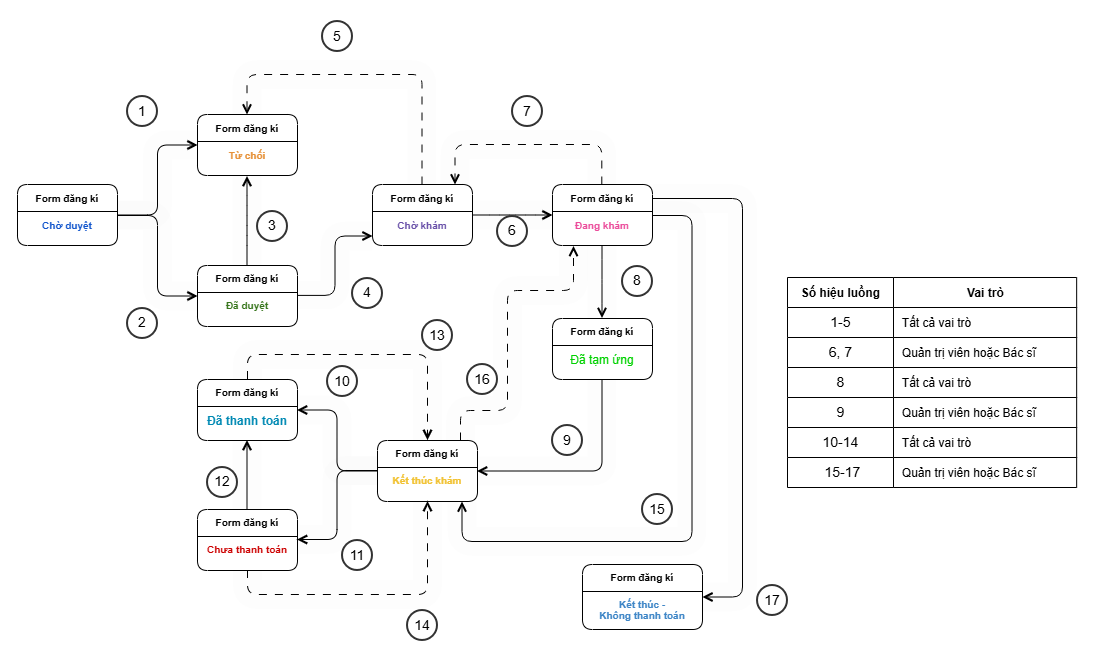 5
1
7
Form đăng kí
Từ chối
Form đăng kí
Chờ duyệt
Form đăng kí
Chờ khám
Form đăng kí
Đang khám
3
6
Form đăng kí
Đã duyệt
4
8
2
Form đăng kí
Đã tạm ứng
13
16
10
Form đăng kí
Đã thanh toán
9
Form đăng kí
Kết thúc khám
12
15
Form đăng kí
Chưa thanh toán
11
Form đăng kí
Kết thúc -
Không thanh toán
17
14
Số hiệu luồng Vai trò
1-5 Tất cả vai trò
6, 7 Quản trị viên hoặc Bác sĩ
8 Tất cả vai trò
9 Quản trị viên hoặc Bác sĩ
10-14 Tất cả vai trò
15-17 Quản trị viên hoặc Bác sĩ